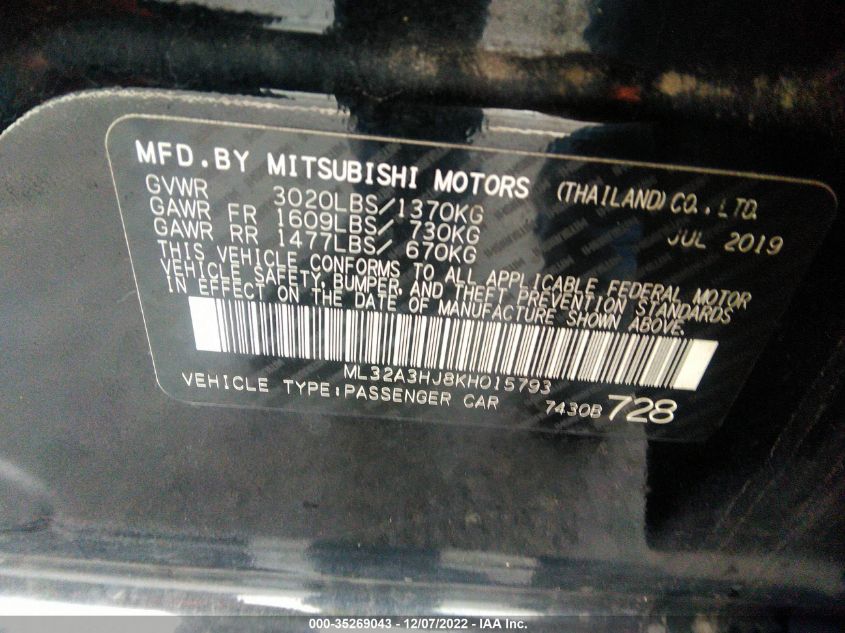 MFD.BY MITSUBISHI MOTORS (THAILAND) CO.,LTD.
GVWR 3020LBS/1370KG JUL 2019
GAWR FR 1609LBS/ 730KG
GAWR RR 1477LBS/ 670KG
THIS VEHICLE CONFORMS TO ALL APPLICABLE FEDERAL MOTOR
VEHICLE SAFETY, BUMPER, AND THEFT PREVENTION STANDARDS
IN EFFECT ON THE DATE OF MANUFACTURE SHOWN ABOVE.
ML32A3HJ8KH015793
VEHICLE TYPE:PASSENGER CAR 7430B 728
000-35269043 - 12/07/2022 - IAA Inc.